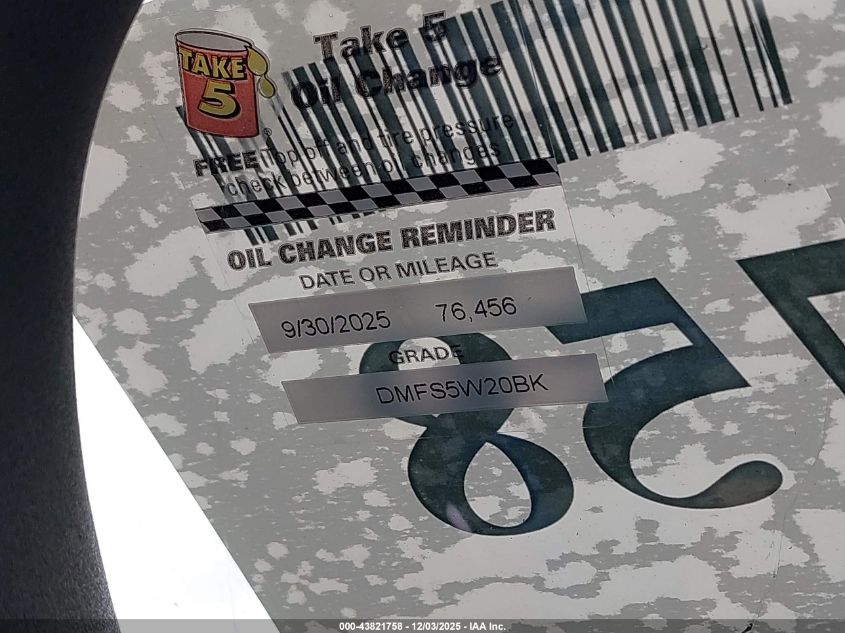 TAKE
5
®
Take 5
Oil Change
FREE Top off and tire pressure
check between oil changes
OIL CHANGE REMINDER
DATE OR MILEAGE
9/30/2025 76,456
GRADE
DMFS5W20BK
000-43821758 - 12/03/2025 - IAA Inc.